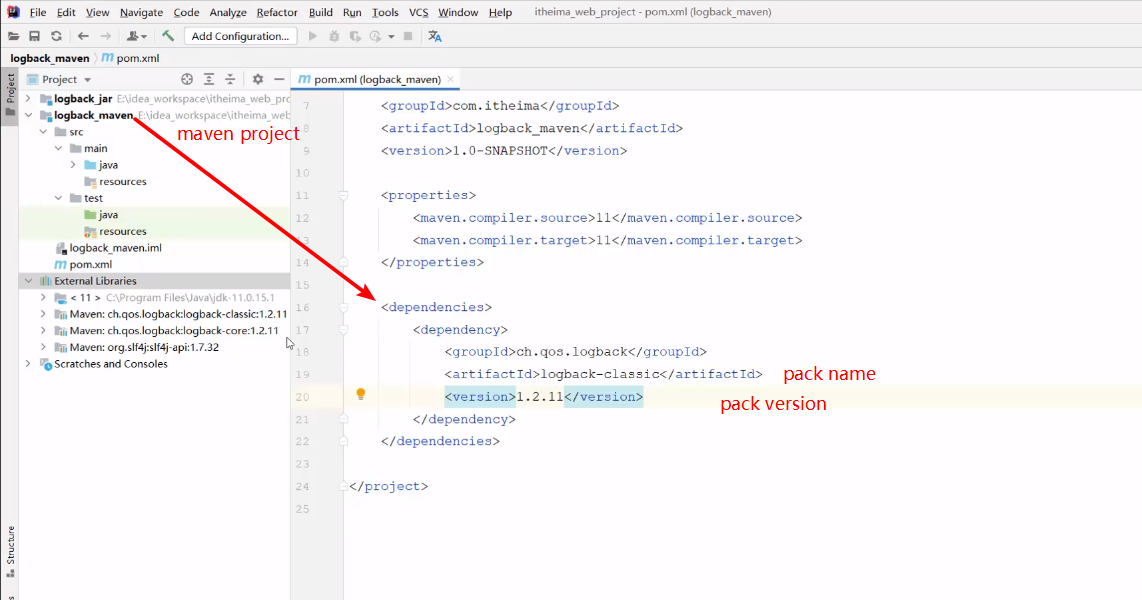 File Edit View Navigate Code Analyze Refactor Build Run Tools VCS Window Help itheima_web_project - pom.xml (logback_maven)
Add Configuration...
logback_maven pom.xml
Project
Project
pom.xml (logback_maven)
logback_jar E:\idea_workspace\itheima_web_pro
logback_maven E:\idea_workspace\itheima_web
maven project
src
main
java
resources
test
java
resources
logback_maven.iml
pom.xml
External Libraries
< 11 > C:\Program Files\Java\jdk-11.0.15.1
Maven: ch.qos.logback:logback-classic:1.2.11
Maven: ch.qos.logback:logback-core:1.2.11
Maven: org.slf4j:slf4j-api:1.7.32
Scratches and Consoles
Structure
7 <groupId>com.itheima</groupId>
8 <artifactId>logback_maven</artifactId>
9 <version>1.0-SNAPSHOT</version>
10
11 <properties>
12 <maven.compiler.source>11</maven.compiler.source>
13 <maven.compiler.target>11</maven.compiler.target>
14 </properties>
15
16 <dependencies>
17 <dependency>
18 <groupId>ch.qos.logback</groupId>
19 <artifactId>logback-classic</artifactId> pack name
20 <version>1.2.11</version> pack version
21 </dependency>
22 </dependencies>
23
24 </project>
25